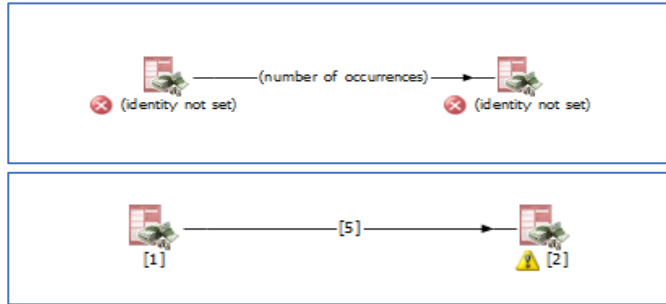 (number of occurrences)
(identity not set) (identity not set)
[5]
[1] [2]